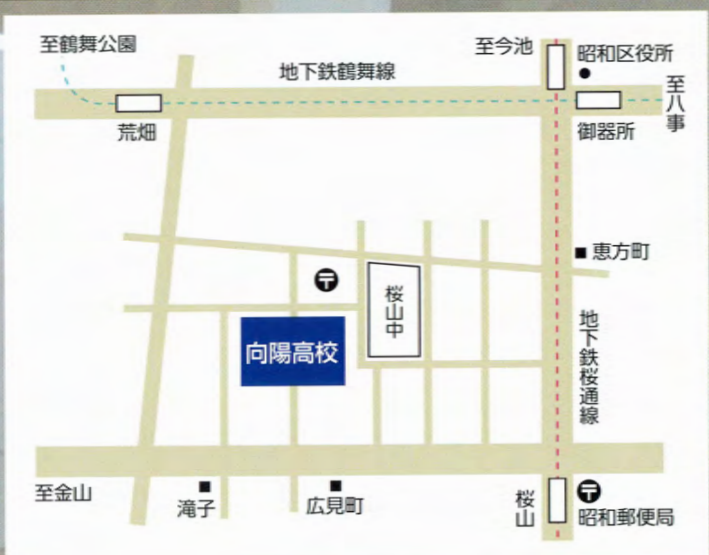 至鶴舞公園
至今池
昭和区役所
地下鉄鶴舞線
至八事
荒畑
御器所
恵方町
〒
桜山中
向陽高校
地下鉄桜通線
至金山
滝子
広見町
桜山
〒
昭和郵便局